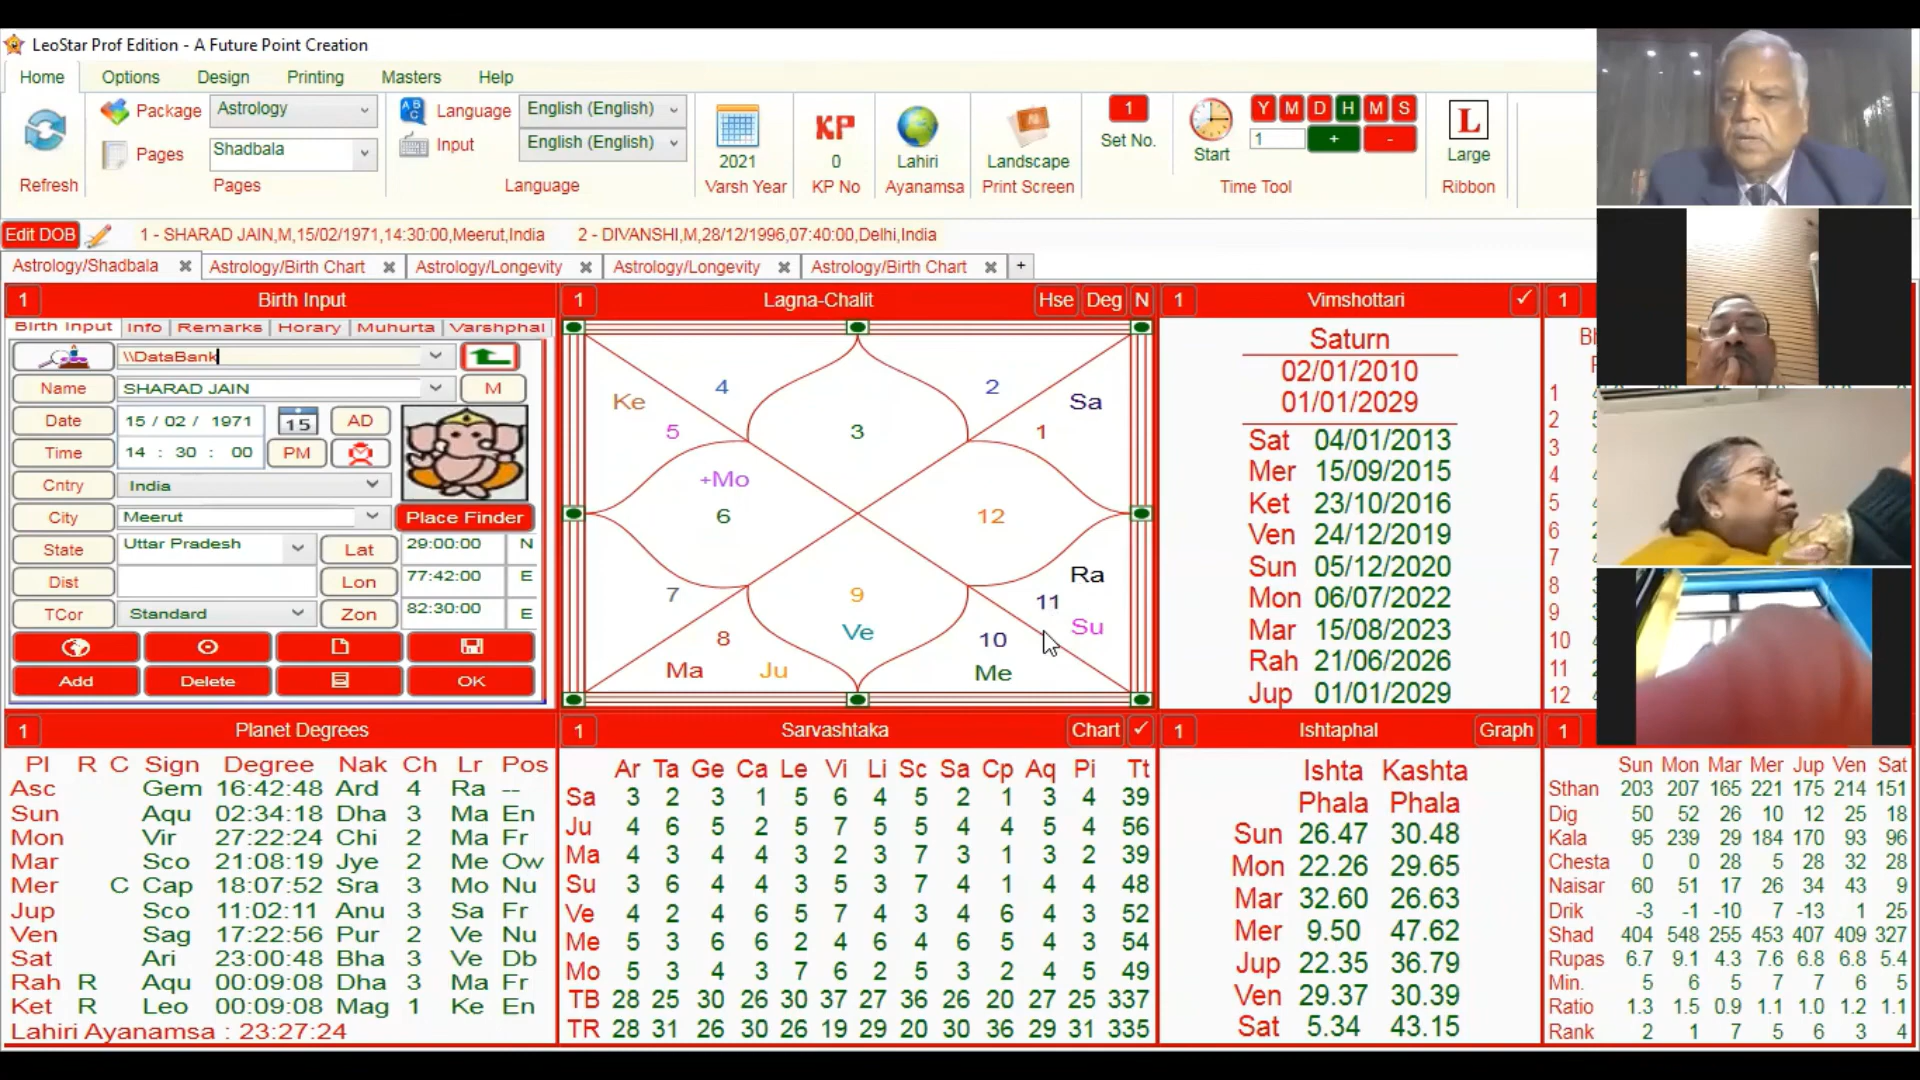 LeoStar Prof Edition - A Future Point Creation
Home Options Design Printing Masters Help
Refresh
Package Astrology
Pages Shadbala
Pages
Language English (English)
Input English (English)
Language
2021
Varsh Year
KP
0
KP No
Lahiri
Ayanamsa
Landscape
Print Screen
1
Set No.
Start
Y M D H M S
1 + -
Time Tool
L
Large
Ribbon
Edit DOB 1 - SHARAD JAIN,M,15/02/1971,14:30:00,Meerut,India 2 - DIVANSHI,M,28/12/1996,07:40:00,Delhi,India
Astrology/Shadbala Astrology/Birth Chart Astrology/Longevity Astrology/Longevity Astrology/Birth Chart +
1 Birth Input
Birth Input Info Remarks Horary Muhurta Varshphal
\\DataBank
Name SHARAD JAIN M
Date 15 / 02 / 1971 15 AD
Time 14 : 30 : 00 PM
Cntry India
City Meerut Place Finder
State Uttar Pradesh Lat 29:00:00 N
Dist Lon 77:42:00 E
TCor Standard Zon 82:30:00 E
Add Delete OK
1 Lagna-Chalit Hse Deg N
4 2
Ke Sa
5 3 1
+Mo
6 12
Ra
7 9 11
Ve Su
8 10
Ma Ju Me
1 Vimshottari
Saturn
02/01/2010
01/01/2029
Sat 04/01/2013
Mer 15/09/2015
Ket 23/10/2016
Ven 24/12/2019
Sun 05/12/2020
Mon 06/07/2022
Mar 15/08/2023
Rah 21/06/2026
Jup 01/01/2029
1
1
2
3
4
5
6
7
8
9
10
11
12
1 Planet Degrees
Pl R C Sign Degree Nak Ch Lr Pos
Asc Gem 16:42:48 Ard 4 Ra --
Sun Aqu 02:34:18 Dha 3 Ma En
Mon Vir 27:22:24 Chi 2 Ma Fr
Mar Sco 21:08:19 Jye 2 Me Ow
Mer C Cap 18:07:52 Sra 3 Mo Nu
Jup Sco 11:02:11 Anu 3 Sa Fr
Ven Sag 17:22:56 Pur 2 Ve Nu
Sat Ari 23:00:48 Bha 3 Ve Db
Rah R Aqu 00:09:08 Dha 3 Ma Fr
Ket R Leo 00:09:08 Mag 1 Ke En
Lahiri Ayanamsa : 23:27:24
1 Sarvashtaka Chart
Ar Ta Ge Ca Le Vi Li Sc Sa Cp Aq Pi Tt
Sa 3 2 3 1 5 6 4 5 2 1 3 4 39
Ju 4 6 5 2 5 7 5 5 4 4 5 4 56
Ma 4 3 4 4 3 2 3 7 3 1 3 2 39
Su 3 6 4 4 3 5 3 7 4 1 4 4 48
Ve 4 2 4 6 5 7 4 3 4 6 4 3 52
Me 5 3 6 6 2 4 6 4 6 5 4 3 54
Mo 5 3 4 3 7 6 2 5 3 2 4 5 49
TB 28 25 30 26 30 37 27 36 26 20 27 25 337
TR 28 31 26 30 26 19 29 20 30 36 29 31 335
1 Ishtaphal Graph
Ishta Kashta
Phala Phala
Sun 26.47 30.48
Mon 22.26 29.65
Mar 32.60 26.63
Mer 9.50 47.62
Jup 22.35 36.79
Ven 29.37 30.39
Sat 5.34 43.15
1
Sun Mon Mar Mer Jup Ven Sat
Sthan 203 207 165 221 175 214 151
Dig 50 52 26 10 12 25 18
Kala 95 239 29 184 170 93 96
Chesta 0 0 28 5 28 32 28
Naisar 60 51 17 26 34 43 9
Drik -3 -1 -10 7 -13 1 25
Shad 404 548 255 453 407 409 327
Rupas 6.7 9.1 4.3 7.6 6.8 6.8 5.4
Min. 5 6 5 7 7 6 5
Ratio 1.3 1.5 0.9 1.1 1.0 1.2 1.1
Rank 2 1 7 5 6 3 4